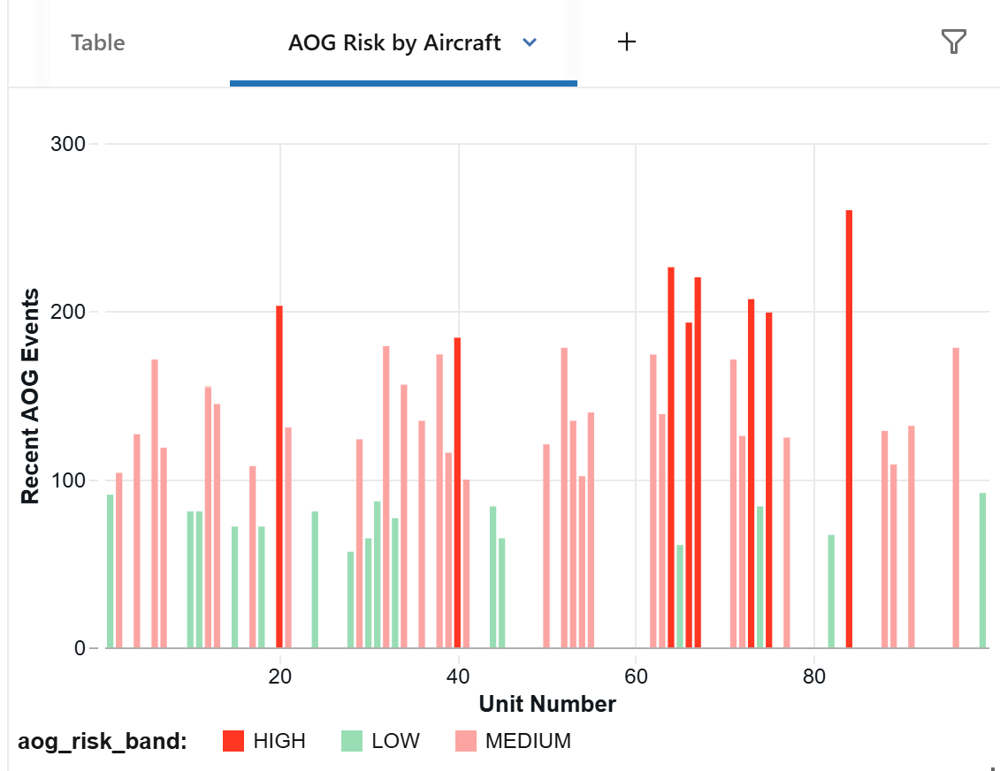 Table AOG Risk by Aircraft +
300
200
100
0
Recent AOG Events
20 40 60 80
Unit Number
aog_risk_band: HIGH LOW MEDIUM